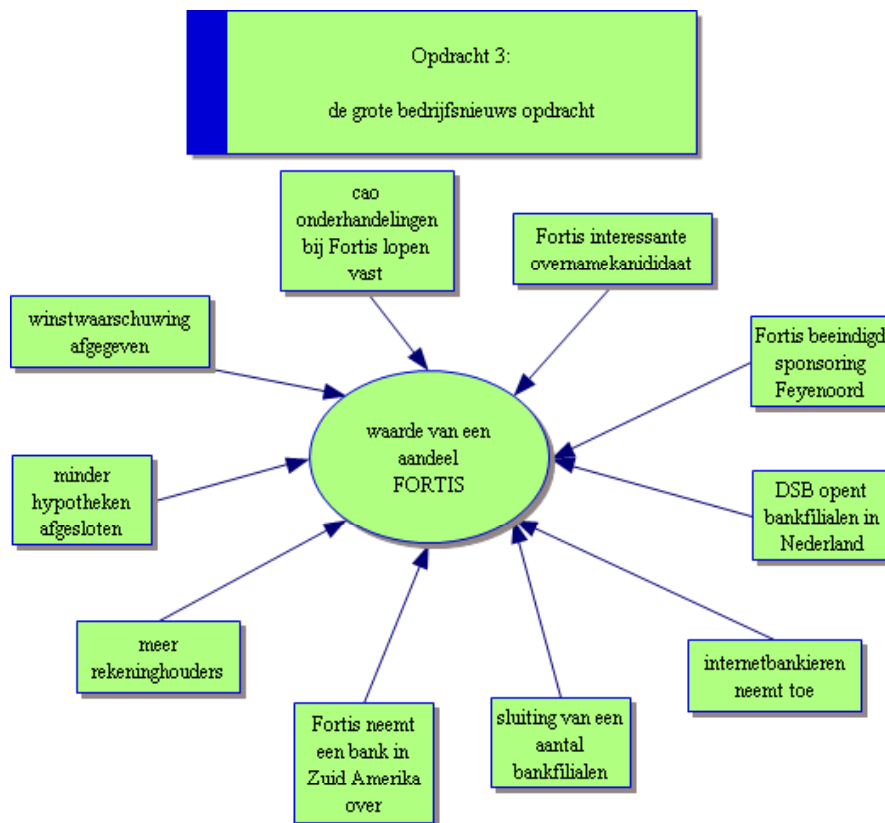 Opdracht 3:
de grote bedrijfsnieuws opdracht
cao
onderhandelingen
bij Fortis lopen
vast
Fortis interessante
overnamekanididaat
winstwaarschuwing
afgegeven
Fortis beeindigd
sponsoring
Feyenoord
waarde van een
aandeel
FORTIS
minder
hypotheken
afgesloten
DSB opent
bankfilialen in
Nederland
meer
rekeninghouders
internetbankieren
neemt toe
Fortis neemt
een bank in
Zuid Amerika
over
sluiting van een
aantal
bankfilialen